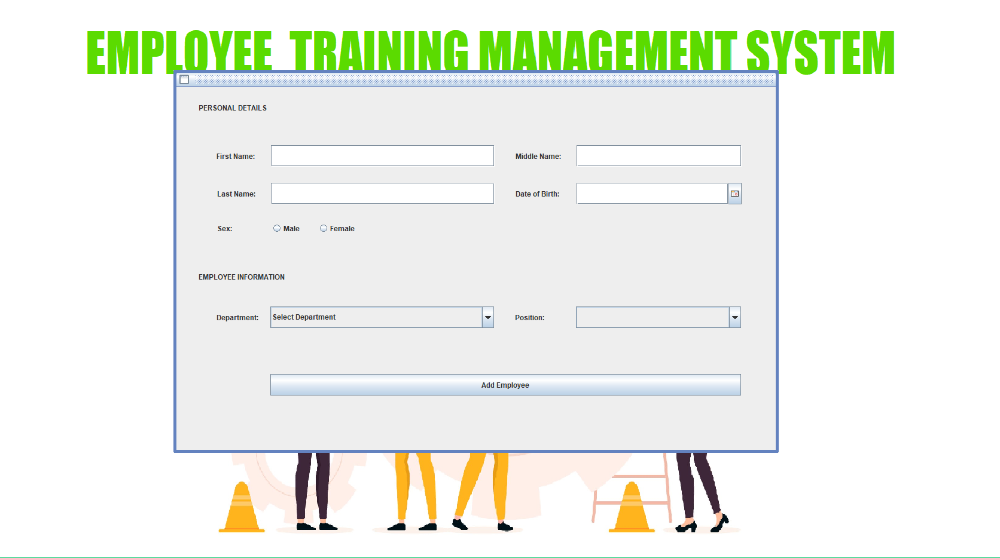 EMPLOYEE TRAINING MANAGEMENT SYSTEM
PERSONAL DETAILS
First Name: Middle Name:
Last Name: Date of Birth:
Sex: Male Female
EMPLOYEE INFORMATION
Department: Select Department Position:
Add Employee